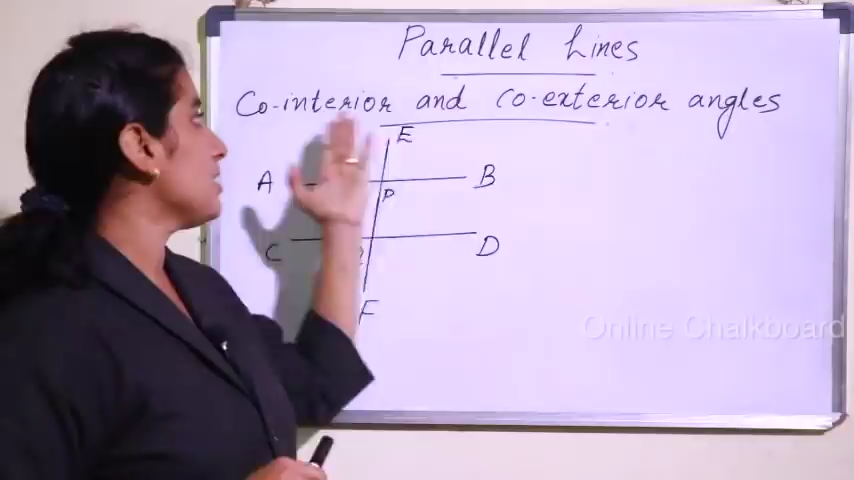 Parallel Lines
Co-interior and co-exterior angles
E
A B
P
C D
F
Online Chalkboard